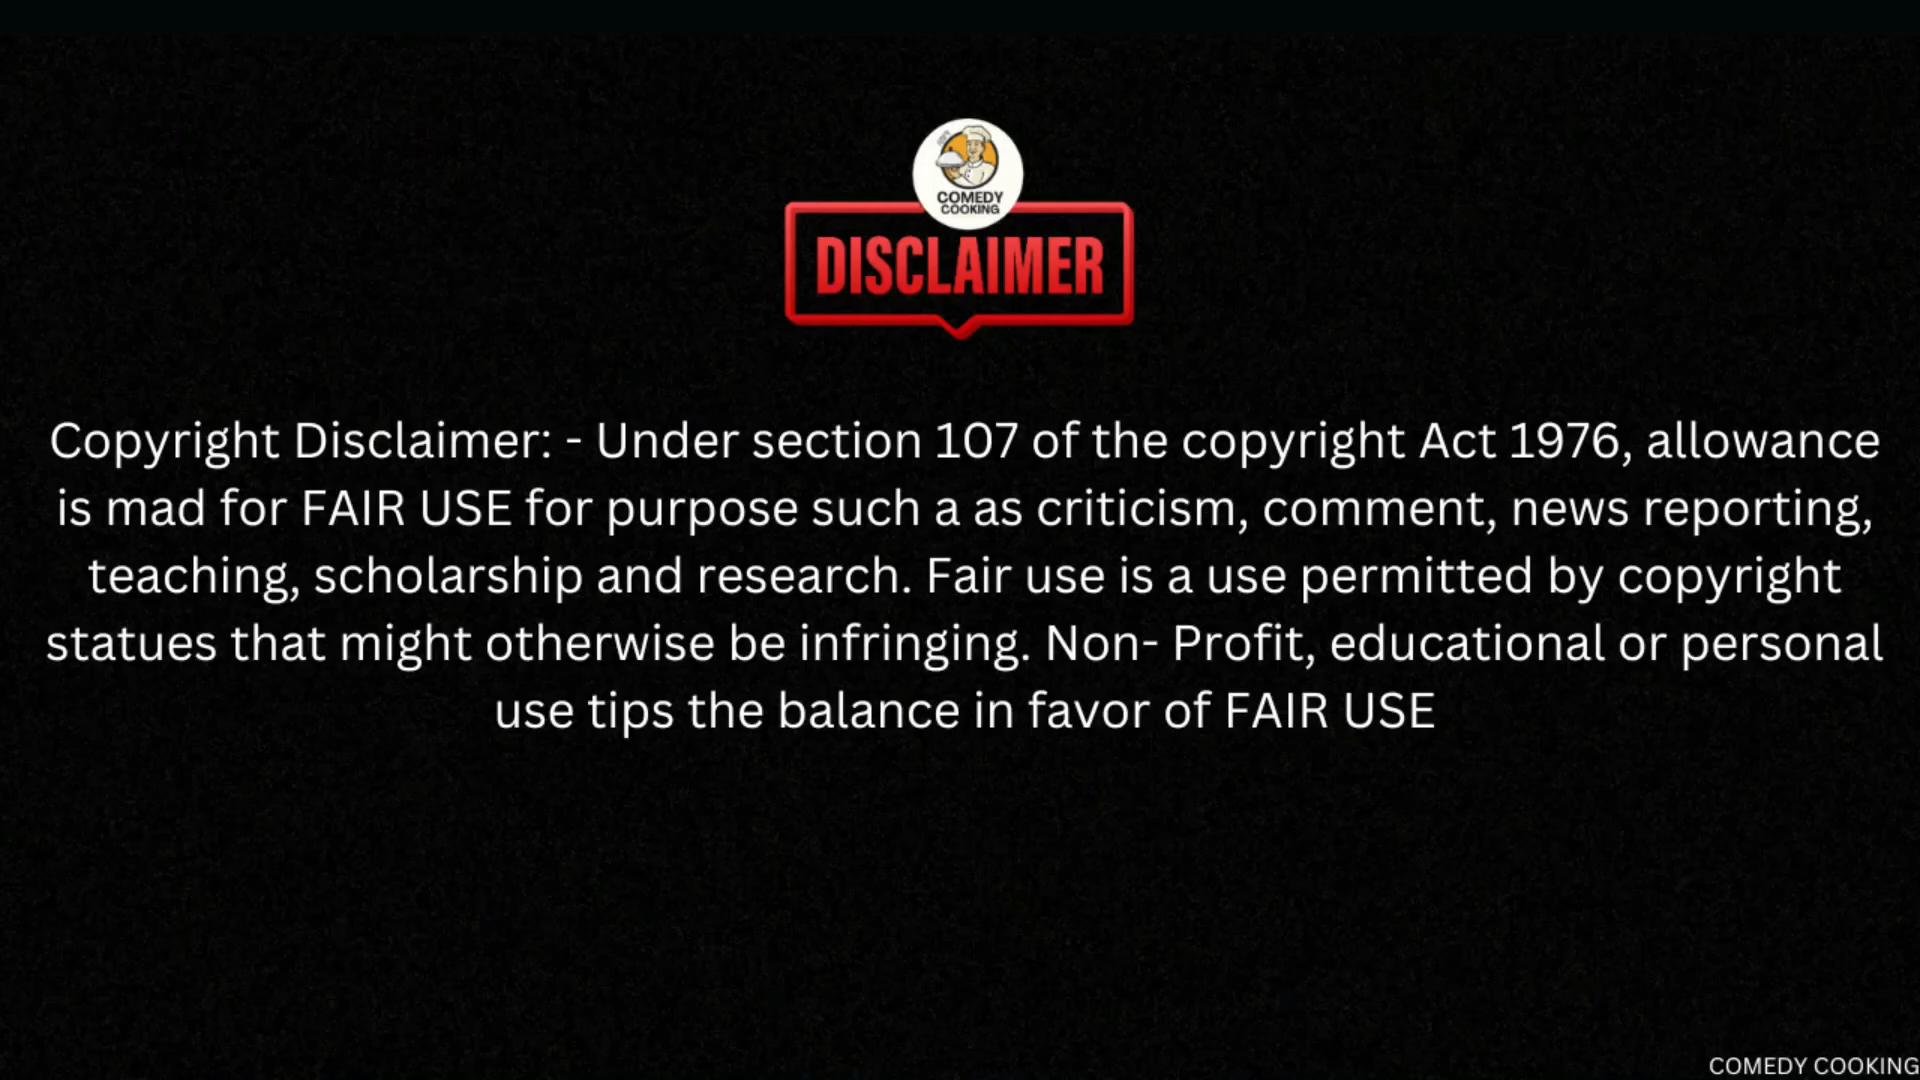 COMEDY
COOKING
DISCLAIMER
Copyright Disclaimer: - Under section 107 of the copyright Act 1976, allowance
is mad for FAIR USE for purpose such a as criticism, comment, news reporting,
teaching, scholarship and research. Fair use is a use permitted by copyright
statues that might otherwise be infringing. Non- Profit, educational or personal
use tips the balance in favor of FAIR USE
COMEDY COOKING